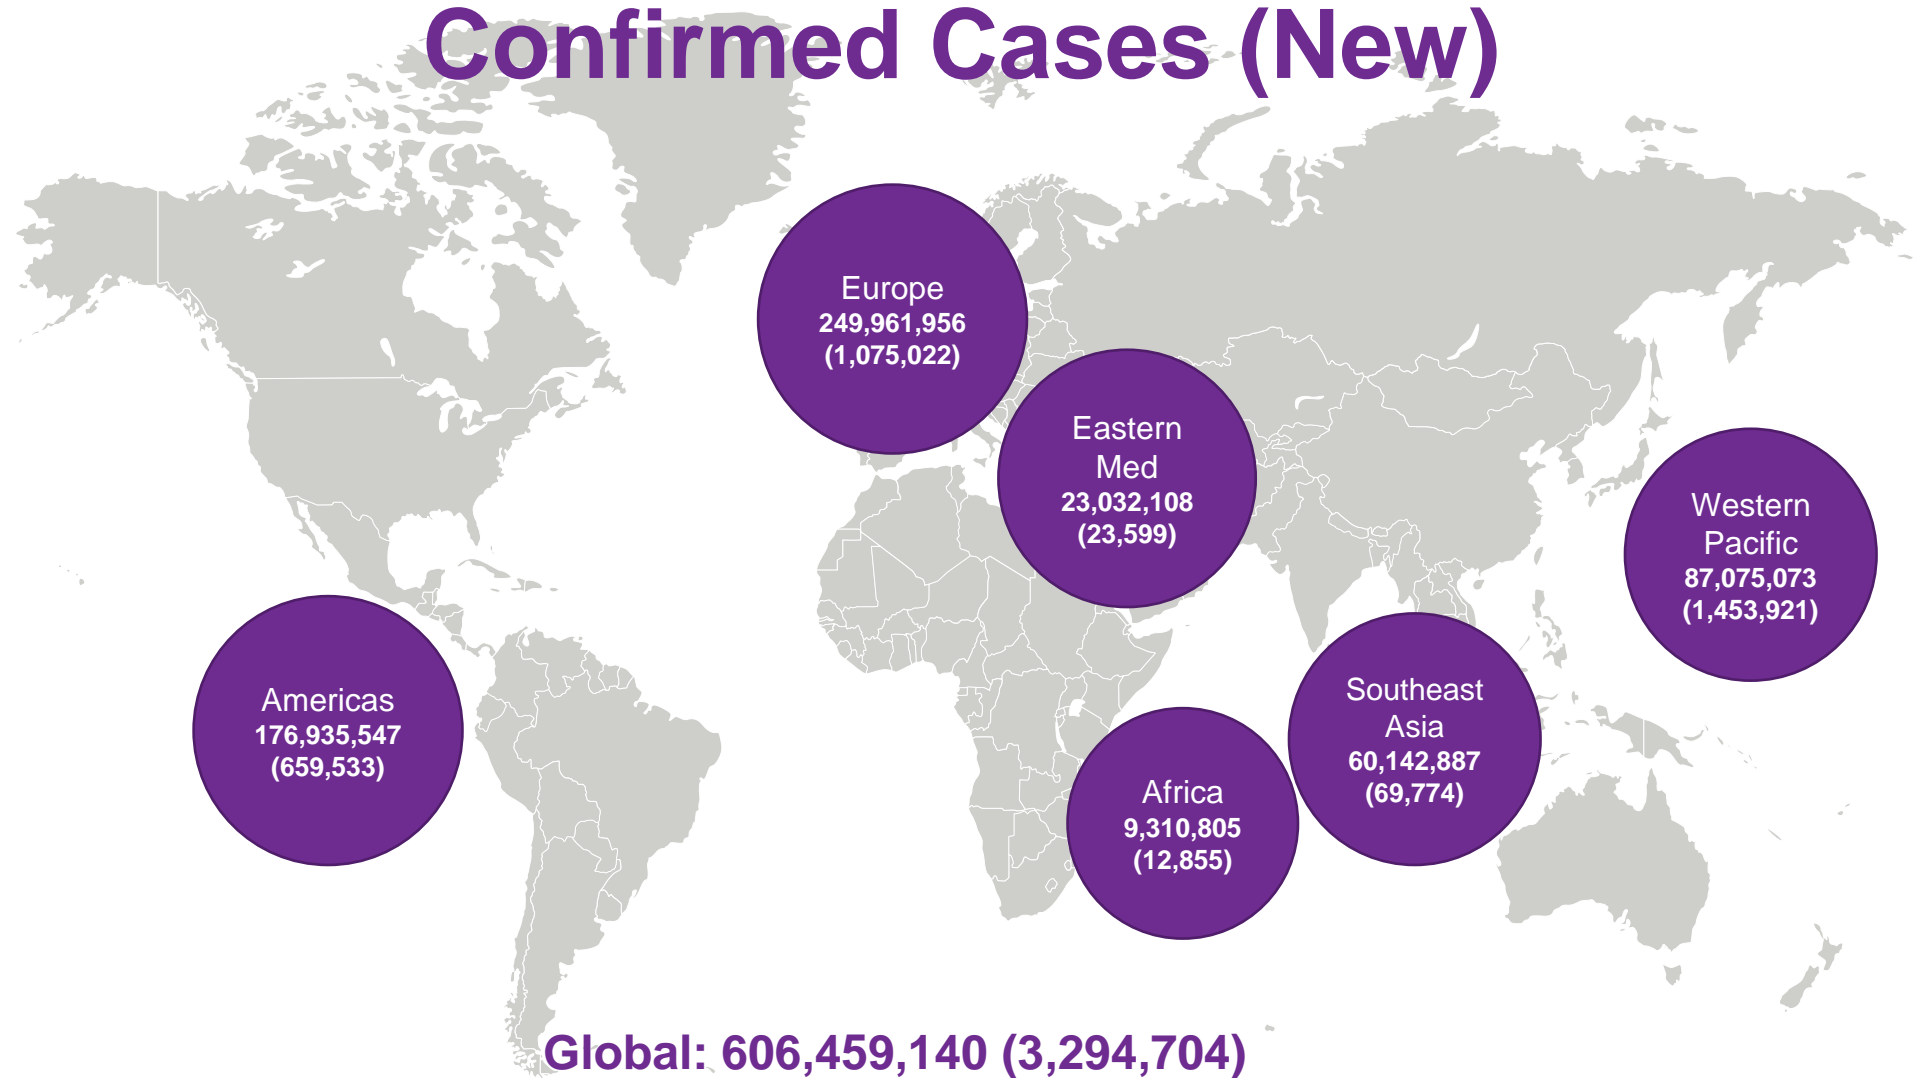 Confirmed Cases (New)
Europe
249,961,956
(1,075,022)
Eastern
Med
23,032,108
(23,599)
Western
Pacific
87,075,073
(1,453,921)
Americas
176,935,547
(659,533)
Southeast
Asia
60,142,887
(69,774)
Africa
9,310,805
(12,855)
Global: 606,459,140 (3,294,704)